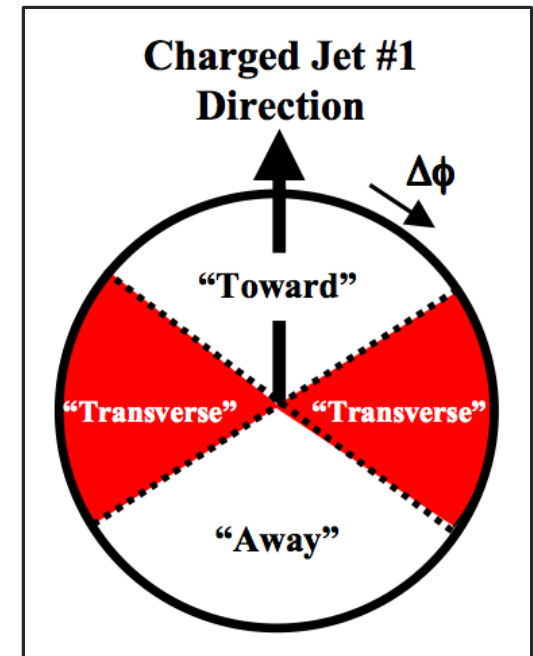 Charged Jet #1
Direction
Δϕ
“Toward”
“Transverse” “Transverse”
“Away”